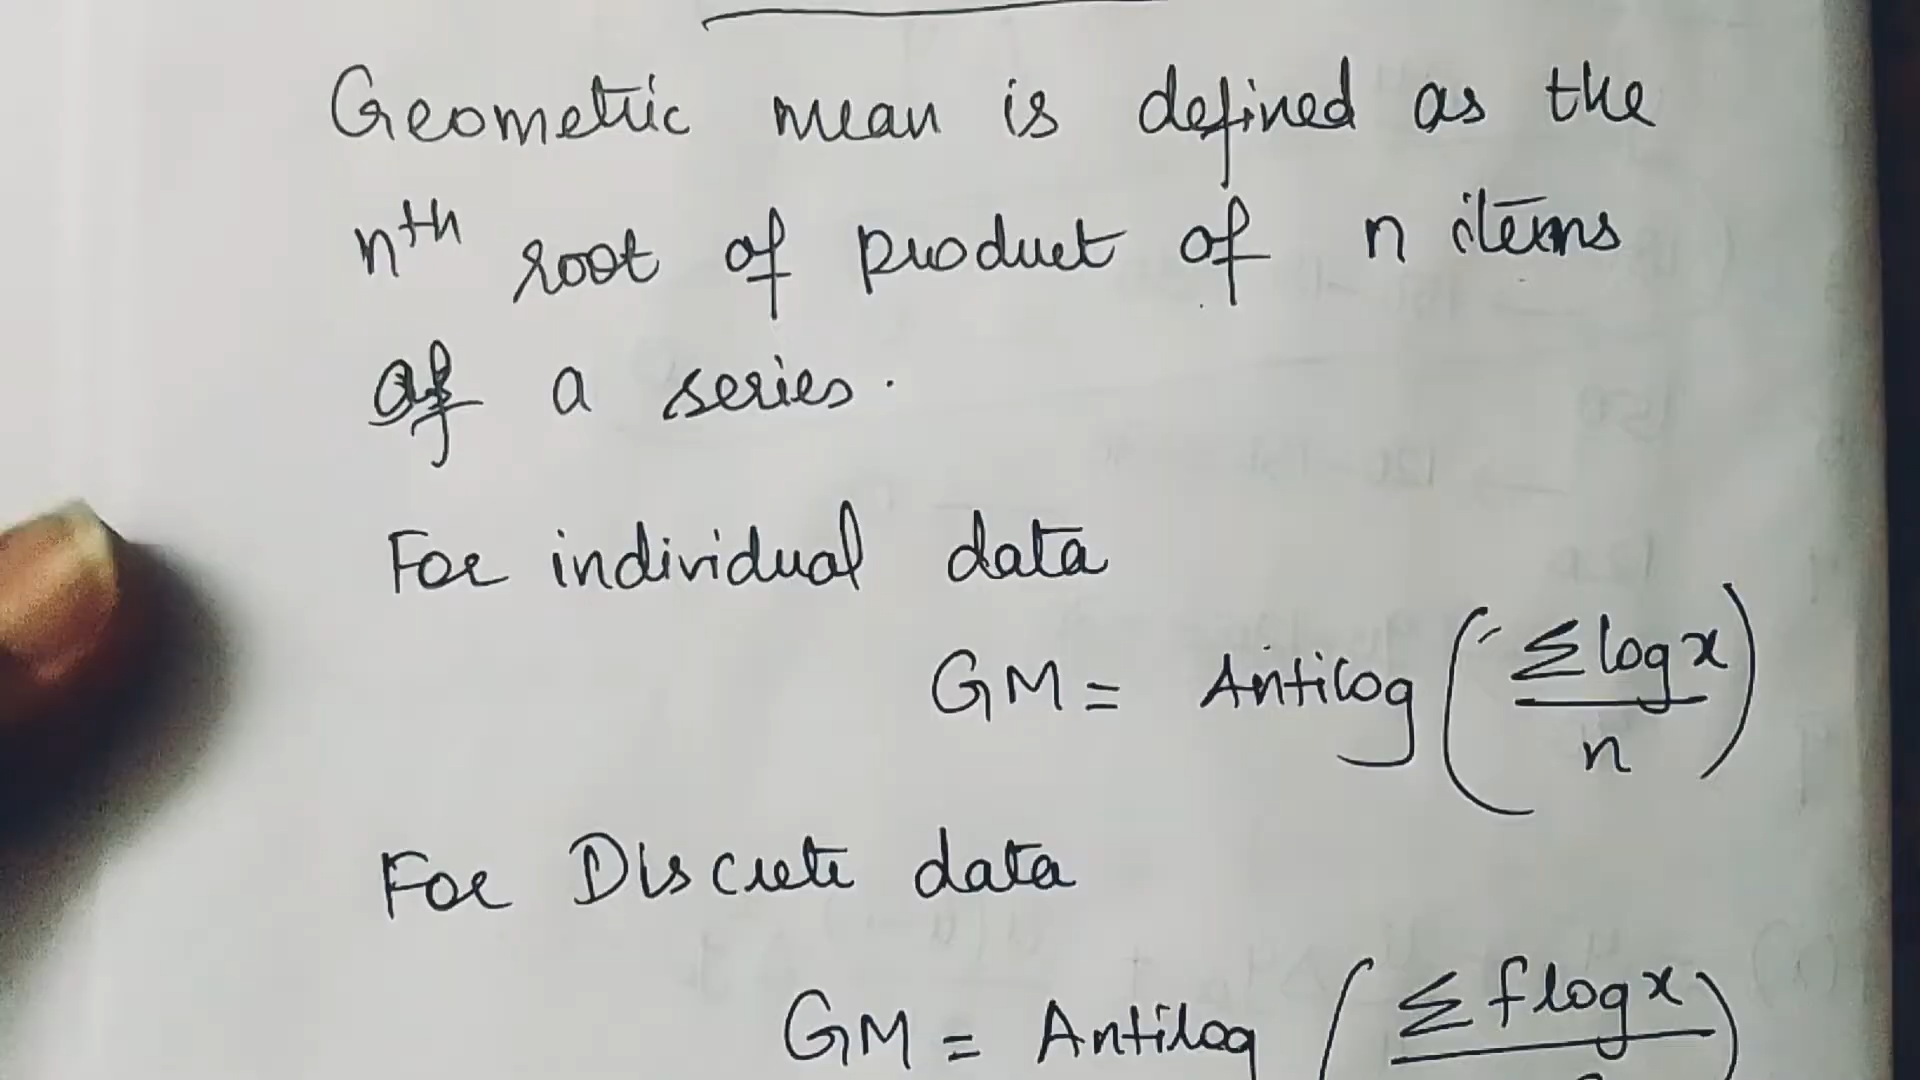 Geometric mean is defined as the
nth root of product of n items
of a series.
For individual data
GM = Antilog (Σ log x / n)
For Discrete data
GM = Antilog (Σ f log x